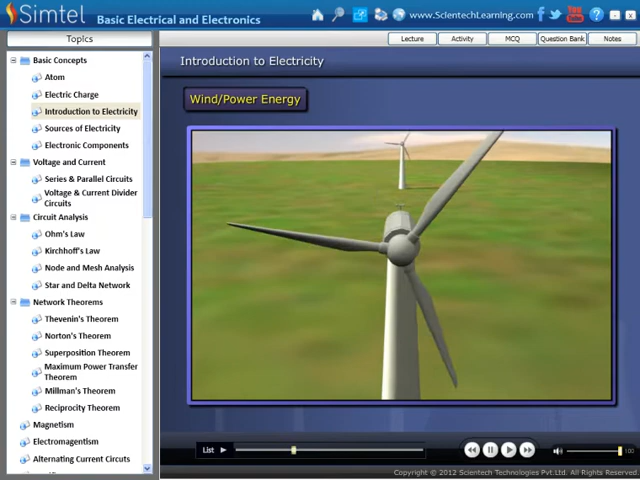 Simtel Basic Electrical and Electronics
www.ScientechLearning.com
Topics
Lecture Activity MCQ Question Bank Notes
Basic Concepts
Atom
Electric Charge
Introduction to Electricity
Sources of Electricity
Electronic Components
Voltage and Current
Series & Parallel Circuits
Voltage & Current Divider
Circuits
Circuit Analysis
Ohm's Law
Kirchhoff's Law
Node and Mesh Analysis
Star and Delta Network
Network Theorems
Thevenin's Theorem
Norton's Theorem
Superposition Theorem
Maximum Power Transfer
Theorem
Millman's Theorem
Reciprocity Theorem
Magnetism
Electromagentism
Alternating Current Circuts
Introduction to Electricity
Wind/Power Energy
List
100
Copyright © 2012 Scientech Technologies Pvt.Ltd. All Rights Reserved.